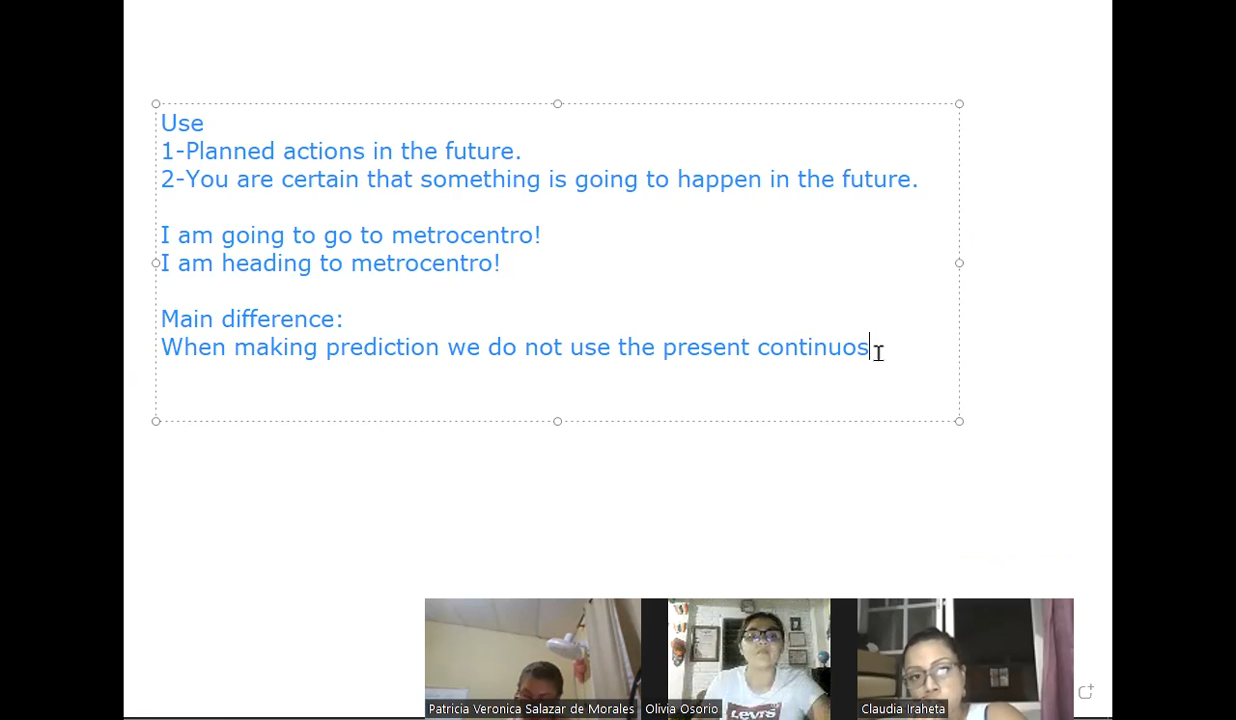 Use
1-Planned actions in the future.
2-You are certain that something is going to happen in the future.
I am going to go to metrocentro!
I am heading to metrocentro!
Main difference:
When making prediction we do not use the present continuos
Patricia Veronica Salazar de Morales
Olivia Osorio
Claudia Iraheta
LEVI'S